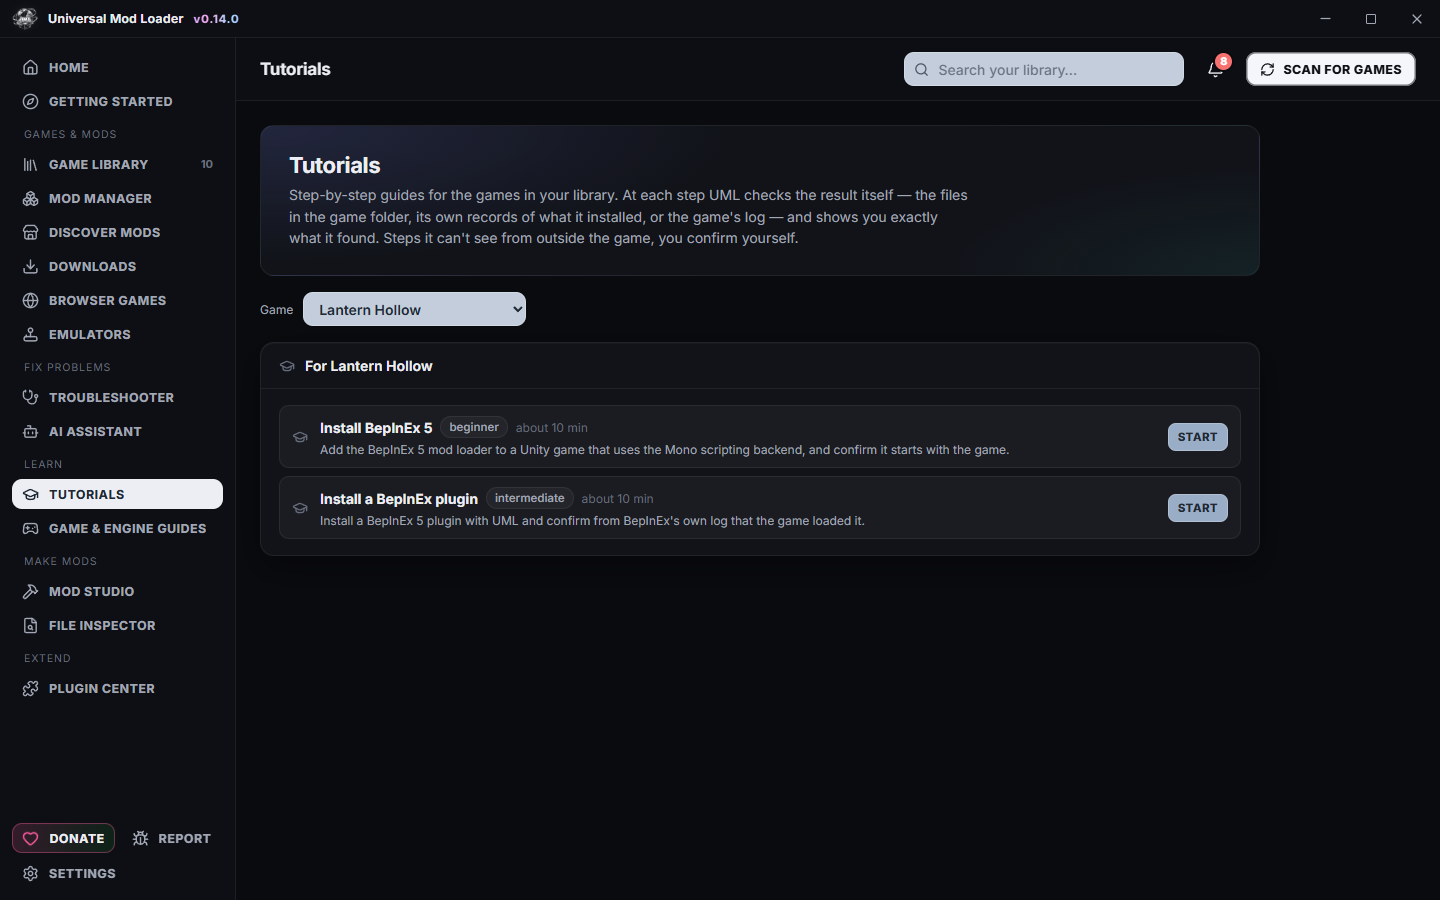 Universal Mod Loader v0.14.0
HOME
GETTING STARTED
GAMES & MODS
GAME LIBRARY 10
MOD MANAGER
DISCOVER MODS
DOWNLOADS
BROWSER GAMES
EMULATORS
FIX PROBLEMS
TROUBLESHOOTER
AI ASSISTANT
LEARN
TUTORIALS
GAME & ENGINE GUIDES
MAKE MODS
MOD STUDIO
FILE INSPECTOR
EXTEND
PLUGIN CENTER
DONATE
REPORT
SETTINGS
Tutorials
Search your library...
8
SCAN FOR GAMES
Tutorials
Step-by-step guides for the games in your library. At each step UML checks the result itself — the files
in the game folder, its own records of what it installed, or the game's log — and shows you exactly
what it found. Steps it can't see from outside the game, you confirm yourself.
Game
Lantern Hollow
For Lantern Hollow
Install BepInEx 5 beginner about 10 min
Add the BepInEx 5 mod loader to a Unity game that uses the Mono scripting backend, and confirm it starts with the game.
START
Install a BepInEx plugin intermediate about 10 min
Install a BepInEx 5 plugin with UML and confirm from BepInEx's own log that the game loaded it.
START